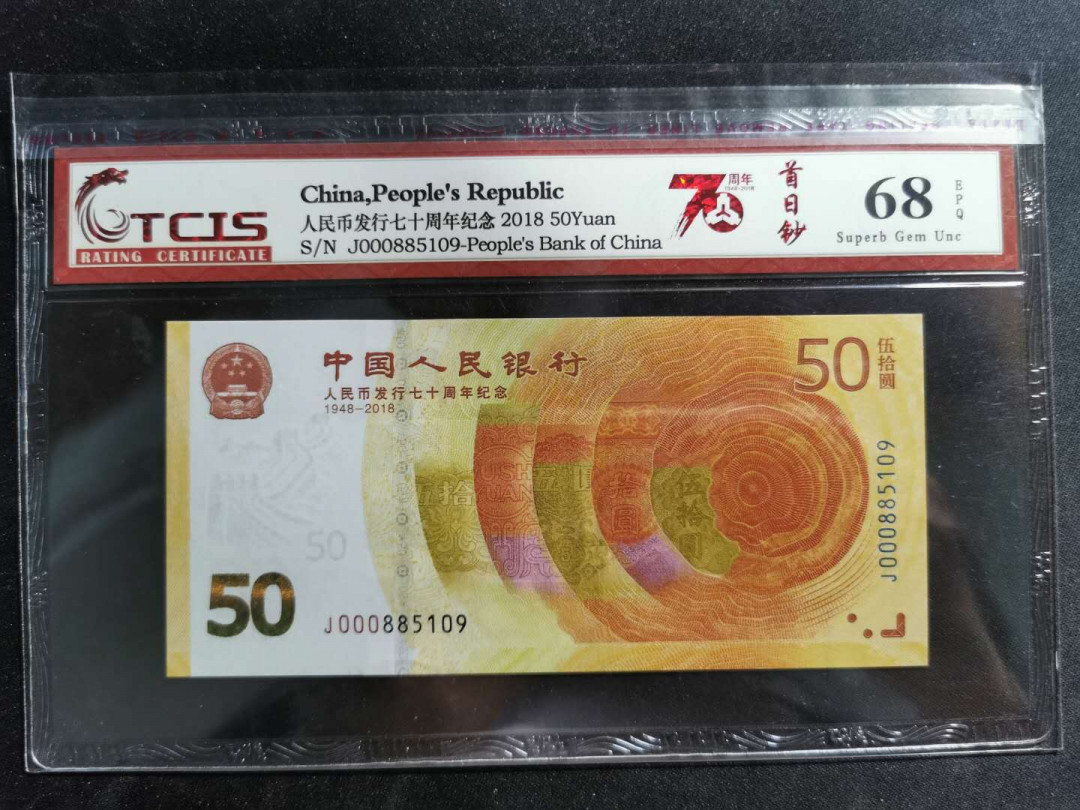 TCIS
RATING CERTIFICATE
China,People's Republic
人民币发行七十周年纪念 2018 50Yuan
S/N J000885109-People's Bank of China
70周年
1948-2018
首日钞
68
EPQ
Superb Gem Unc
中国人民银行
人民币发行七十周年纪念
1948-2018
50
伍拾圆
伍拾圆
50
50
J000885109
J000885109